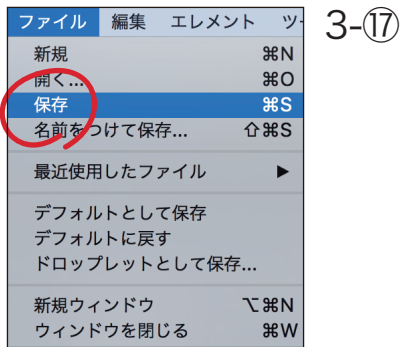 ファイル 編集 エレメント ツ
3-⑰
新規 ⌘N
開く... ⌘O
保存 ⌘S
名前をつけて保存... ⇧⌘S
最近使用したファイル ▶
デフォルトとして保存
デフォルトに戻す
ドロップレットとして保存...
新規ウィンドウ ⌥⌘N
ウィンドウを閉じる ⌘W